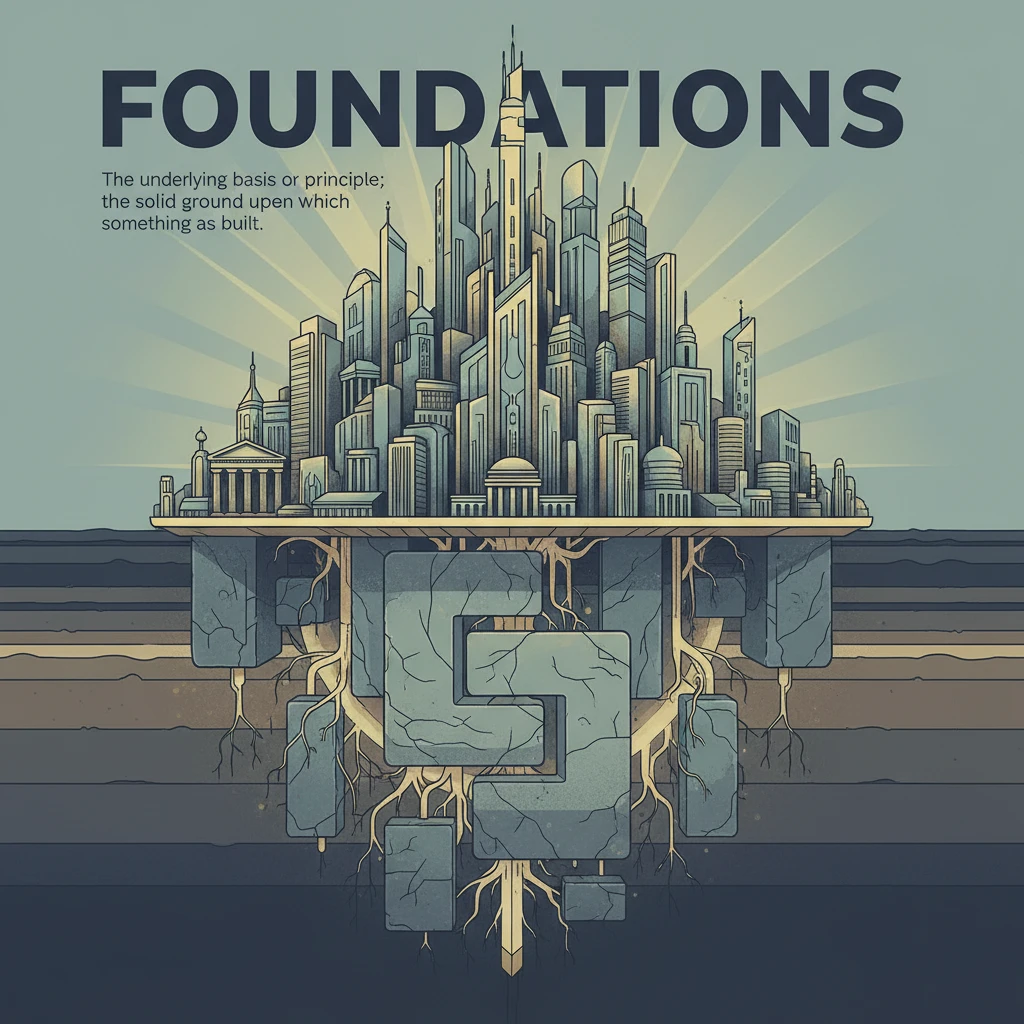 FOUNDATIONS
The underlying basis or principle;
the solid ground upen which
something as built.